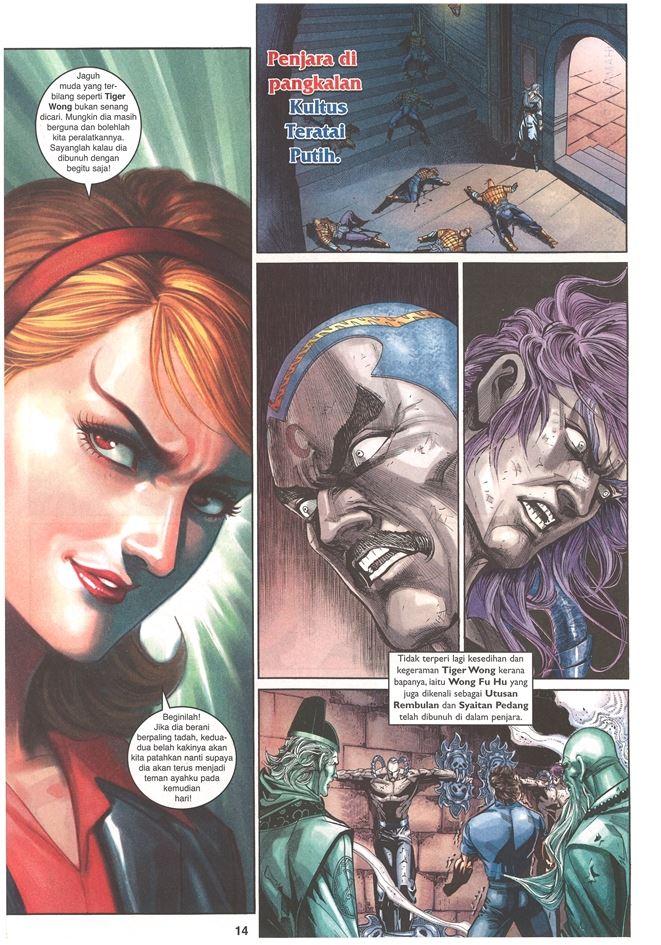 Jaguh
muda yang ter-
bilang seperti Tiger
Wong bukan senang
dicari. Mungkin dia masih
berguna dan bolehlah
kita peralatkannya.
Sayanglah kalau dia
dibunuh dengan
begitu saja!
Beginilah!
Jika dia berani
berpaling tadah, kedua-
dua belah kakinya akan
kita patahkan nanti supaya
dia akan terus menjadi
teman ayahku pada
kemudian
hari!
Penjara di
pangkalan
Kultus
Teratai
Putih.
Tidak terperi lagi kesedihan dan
kegeraman Tiger Wong kerana
bapanya, iaitu Wong Fu Hu yang
juga dikenali sebagai Utusan
Rembulan dan Syaitan Pedang
telah dibunuh di dalam penjara.
14